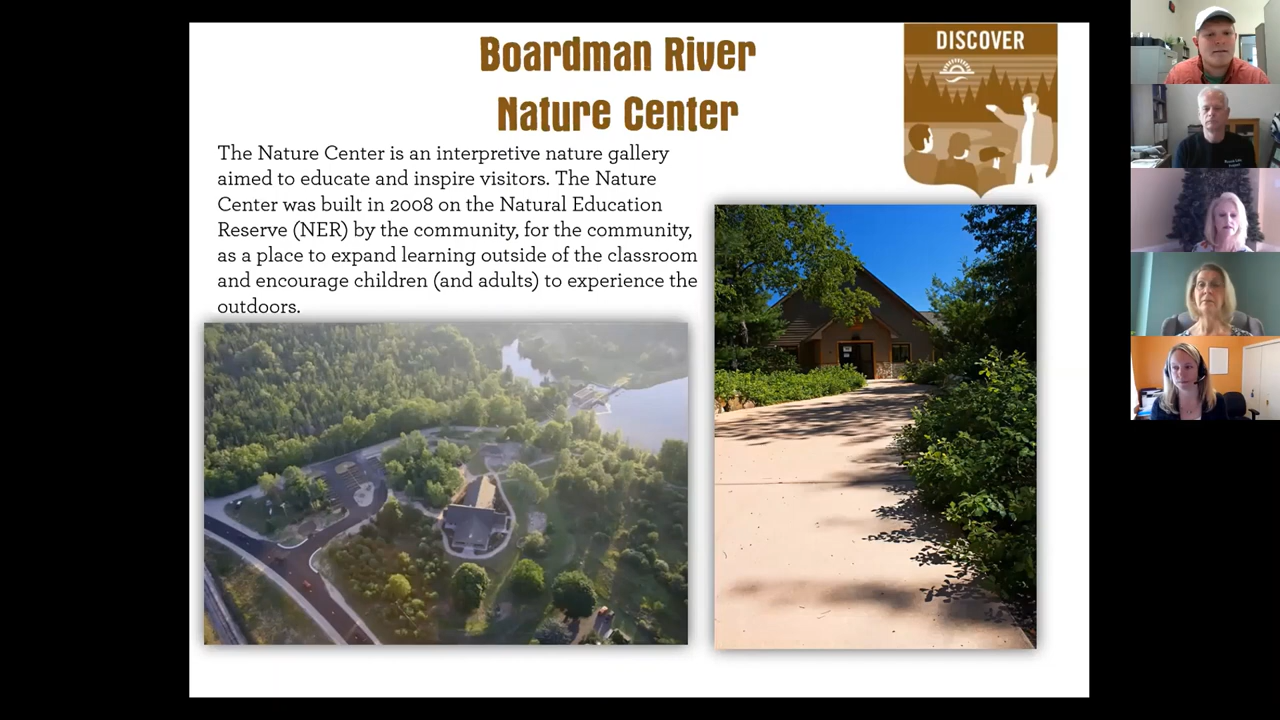 Boardman River
Nature Center
DISCOVER
The Nature Center is an interpretive nature gallery
aimed to educate and inspire visitors. The Nature
Center was built in 2008 on the Natural Education
Reserve (NER) by the community, for the community,
as a place to expand learning outside of the classroom
and encourage children (and adults) to experience the
outdoors.